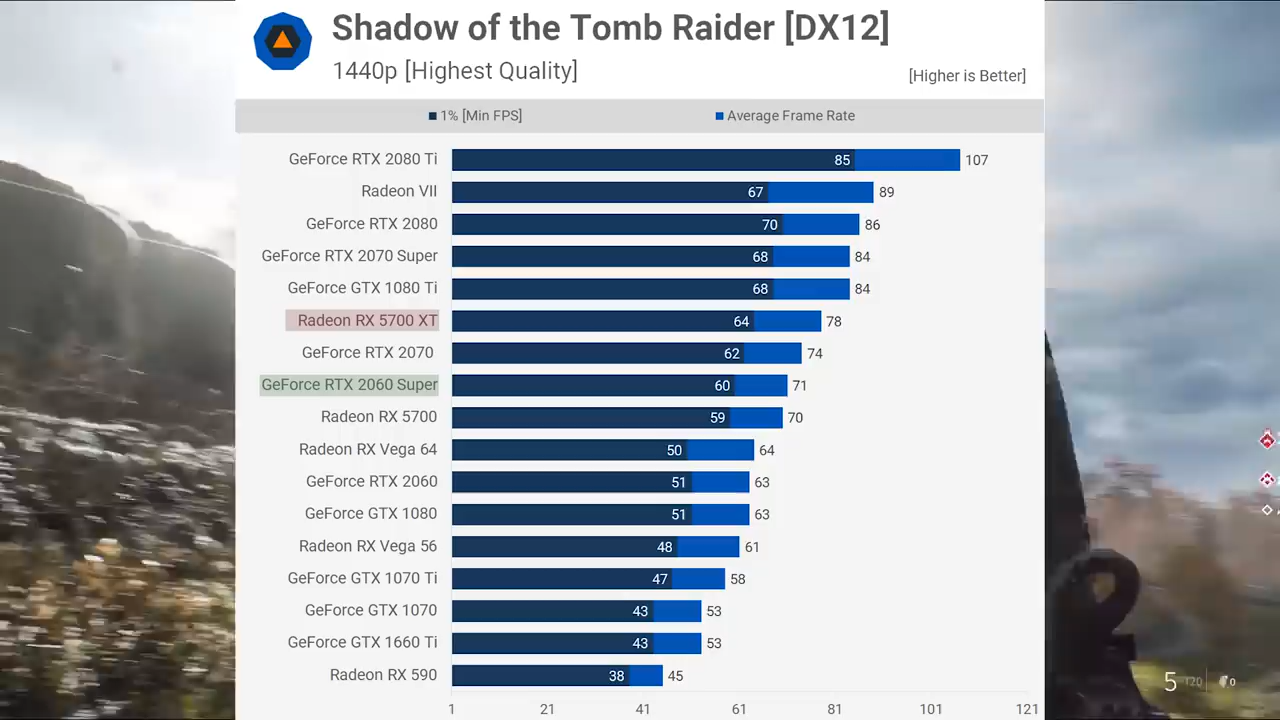 Shadow of the Tomb Raider [DX12]
1440p [Highest Quality]
[Higher is Better]
1% [Min FPS] Average Frame Rate
GeForce RTX 2080 Ti 85 107
Radeon VII 67 89
GeForce RTX 2080 70 86
GeForce RTX 2070 Super 68 84
GeForce GTX 1080 Ti 68 84
Radeon RX 5700 XT 64 78
GeForce RTX 2070 62 74
GeForce RTX 2060 Super 60 71
Radeon RX 5700 59 70
Radeon RX Vega 64 50 64
GeForce RTX 2060 51 63
GeForce GTX 1080 51 63
Radeon RX Vega 56 48 61
GeForce GTX 1070 Ti 47 58
GeForce GTX 1070 43 53
GeForce GTX 1660 Ti 43 53
Radeon RX 590 38 45
1 21 41 61 81 101 121
5 120 0